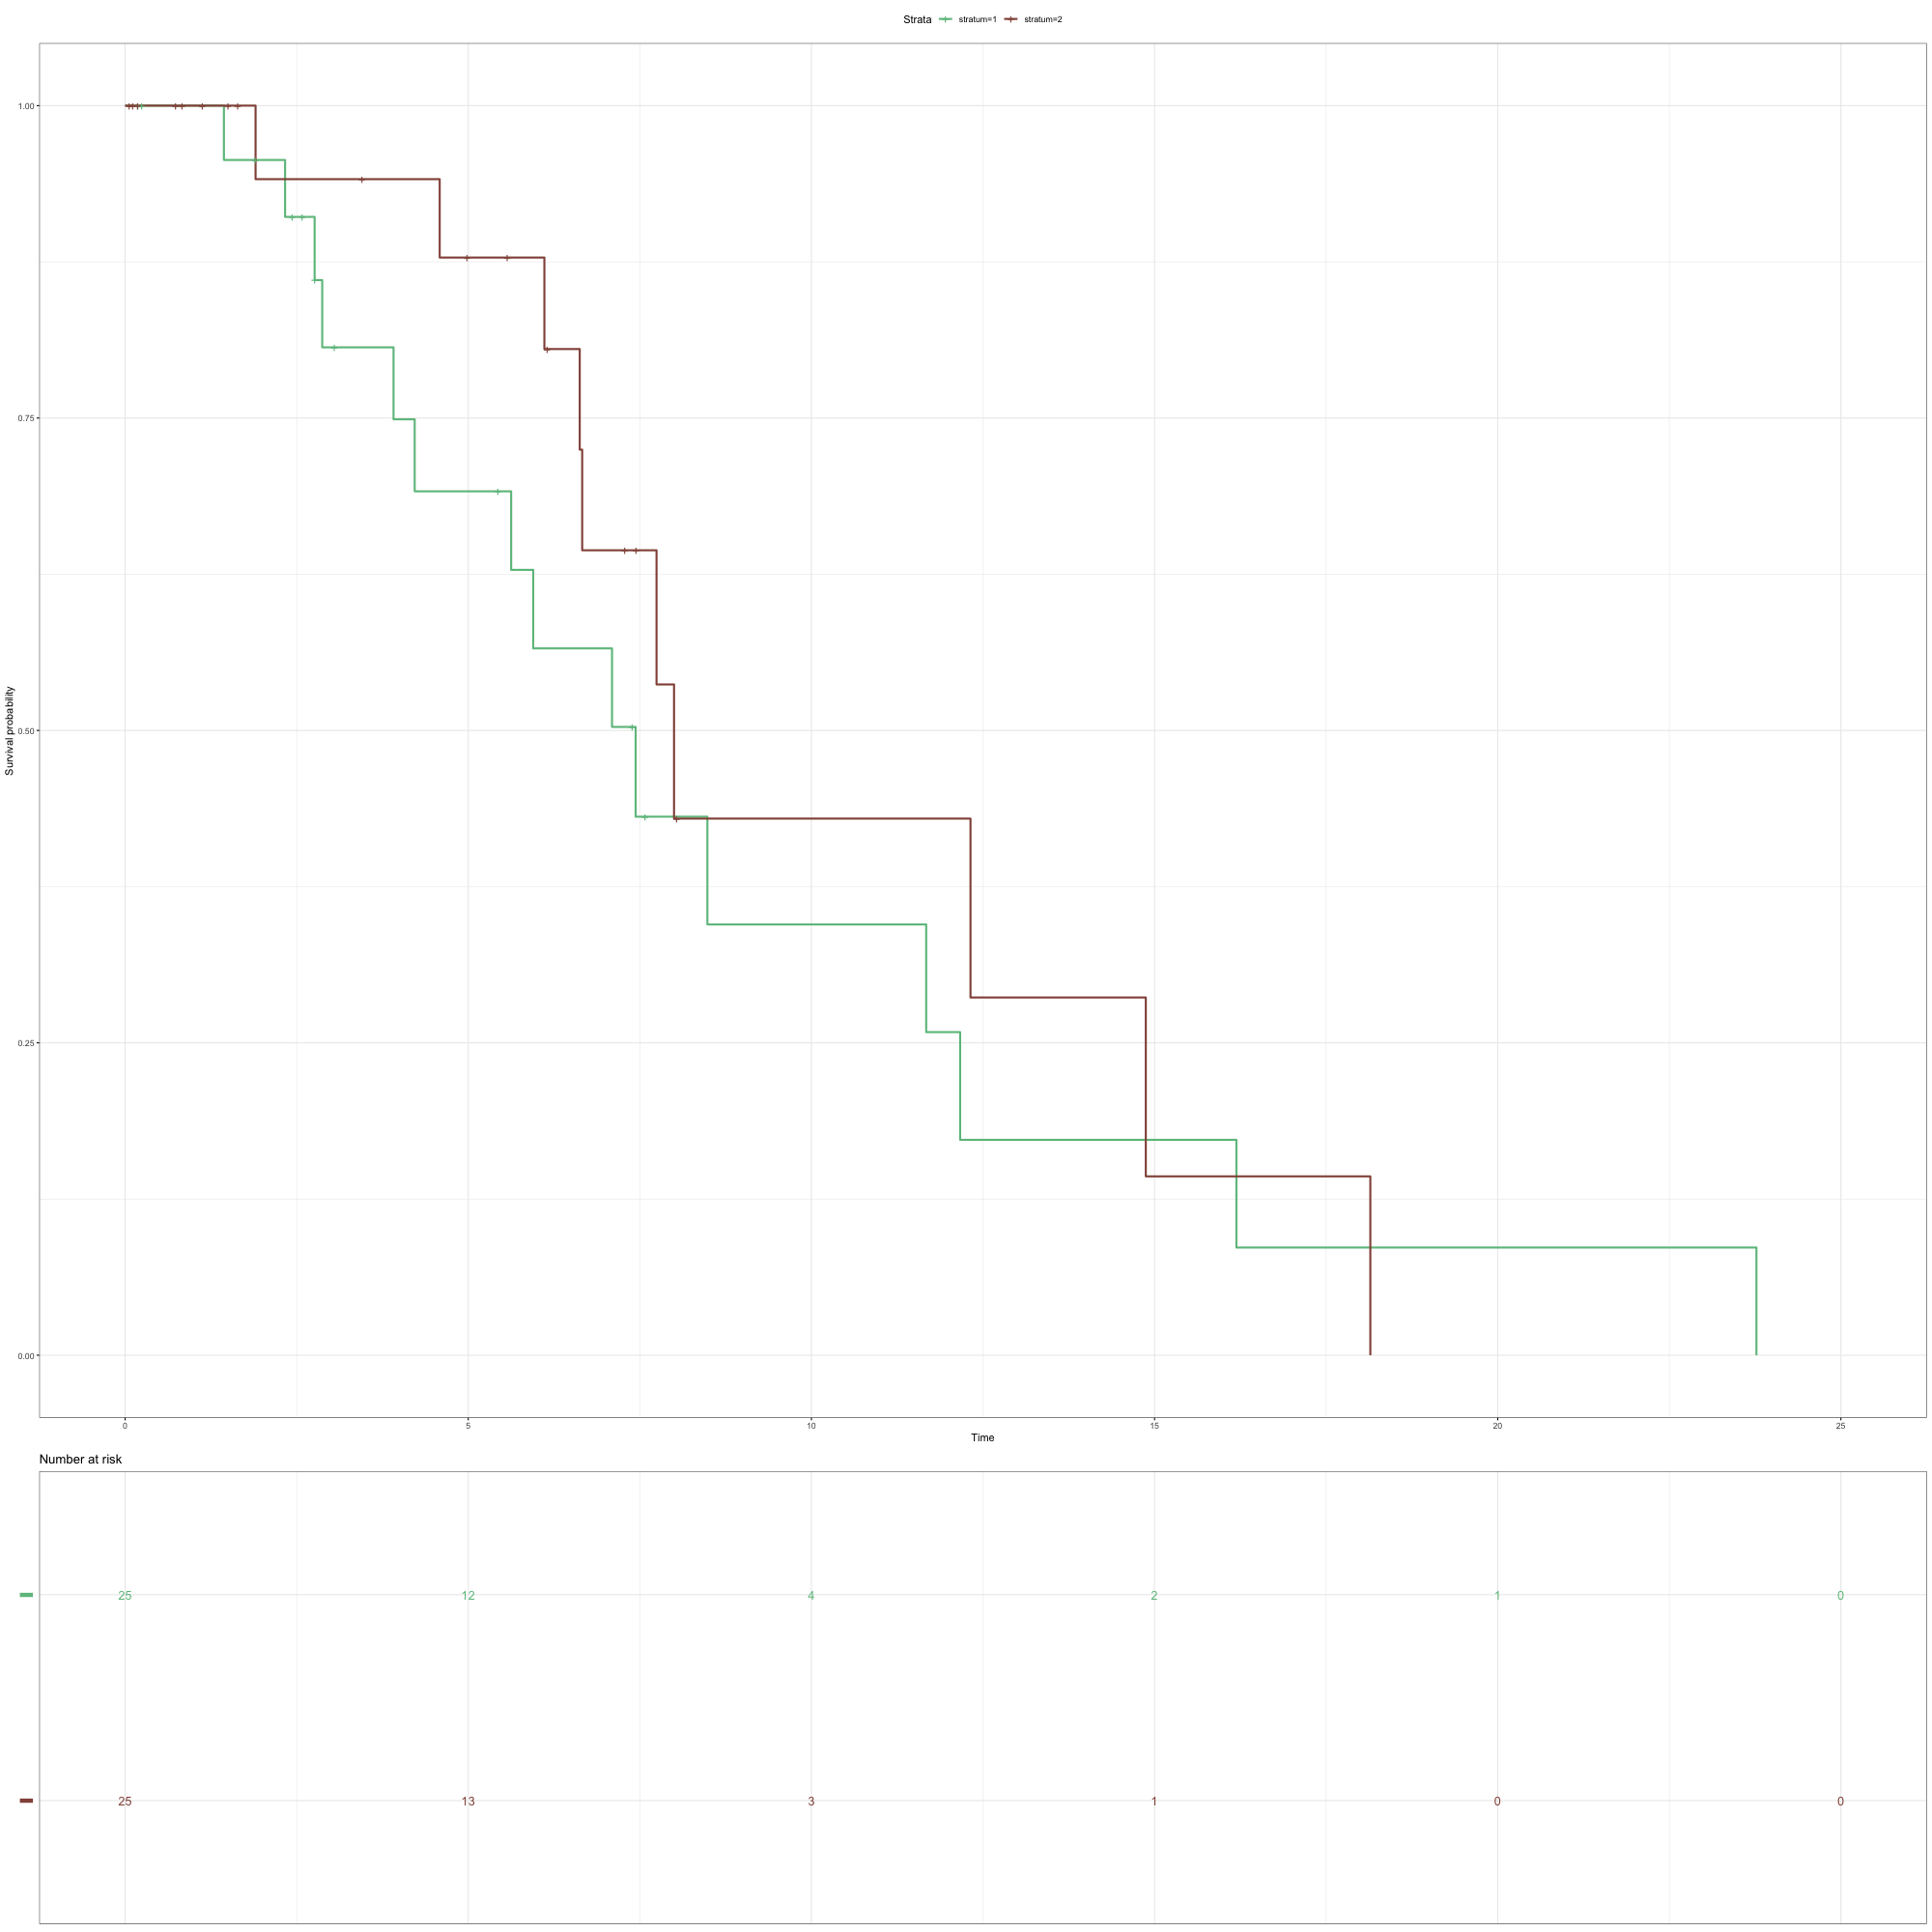 Strata stratum=1 stratum=2
Survival probability
1.00
0.75
0.50
0.25
0.00
0 5 10 15 20 25
Time
Number at risk
25 12 4 2 1 0
25 13 3 1 0 0